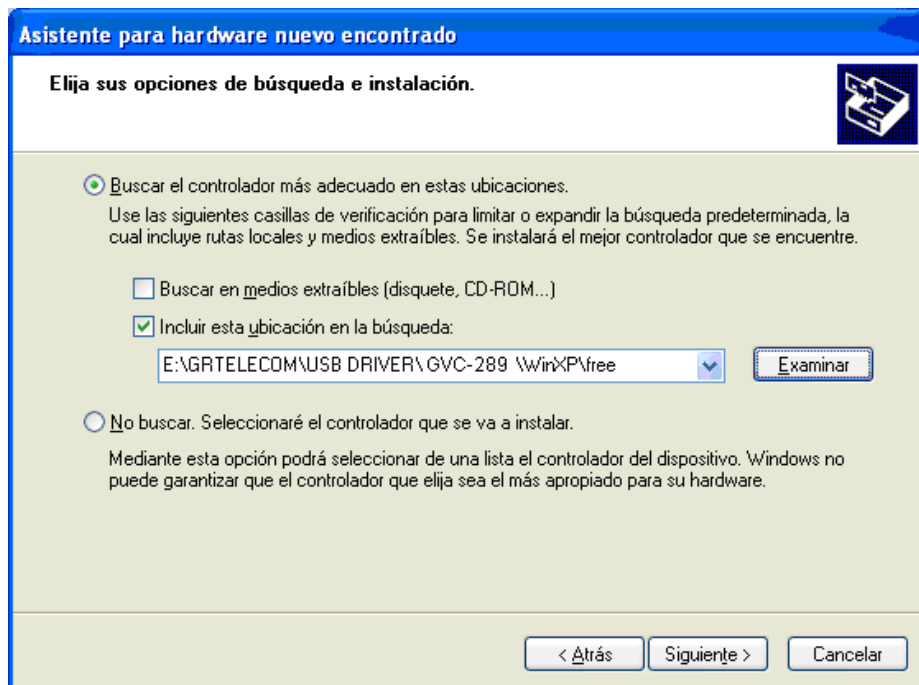 Asistente para hardware nuevo encontrado
Elija sus opciones de búsqueda e instalación.
Buscar el controlador más adecuado en estas ubicaciones.
Use las siguientes casillas de verificación para limitar o expandir la búsqueda predeterminada, la
cual incluye rutas locales y medios extraíbles. Se instalará el mejor controlador que se encuentre.
Buscar en medios extraíbles (disquete, CD-ROM...)
Incluir esta ubicación en la búsqueda:
E:\GRTELECOM\USB DRIVER\ GVC-289 \WinXP\free
Examinar
No buscar. Seleccionaré el controlador que se va a instalar.
Mediante esta opción podrá seleccionar de una lista el controlador del dispositivo. Windows no
puede garantizar que el controlador que elija sea el más apropiado para su hardware.
< Atrás Siguiente > Cancelar